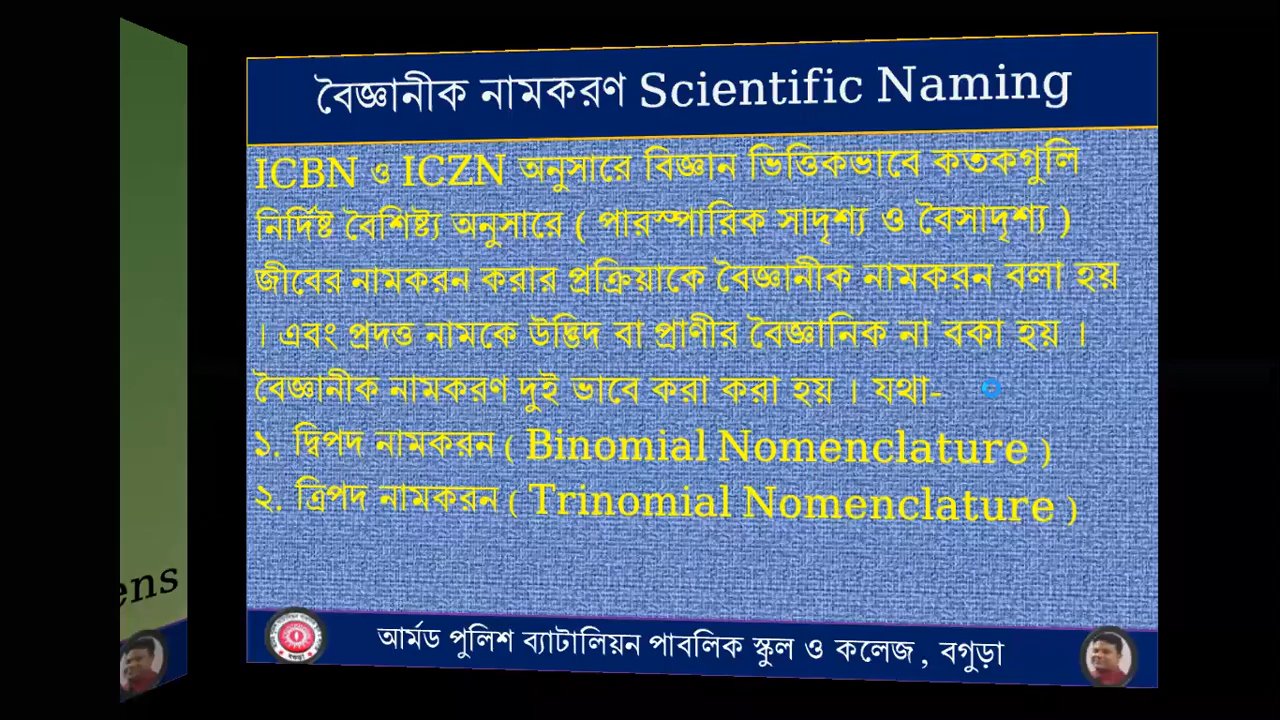 বৈজ্ঞানীক নামকরণ Scientific Naming
ICBN ও ICZN অনুসারে বিজ্ঞান ভিত্তিকভাবে কতকগুলি
নির্দিষ্ট বৈশিষ্ট্য অনুসারে ( পারস্পারিক সাদৃশ্য ও বৈসাদৃশ্য )
জীবের নামকরন করার প্রক্রিয়াকে বৈজ্ঞানীক নামকরন বলা হয়
। এবং প্রদত্ত নামকে উদ্ভিদ বা প্রাণীর বৈজ্ঞানিক না বকা হয় ।
বৈজ্ঞানীক নামকরণ দুই ভাবে করা করা হয় । যথা-
১. দ্বিপদ নামকরন ( Binomial Nomenclature )
২. ত্রিপদ নামকরন ( Trinomial Nomenclature )
ens
আর্মড পুলিশ ব্যাটালিয়ন পাবলিক স্কুল ও কলেজ , বগুড়া